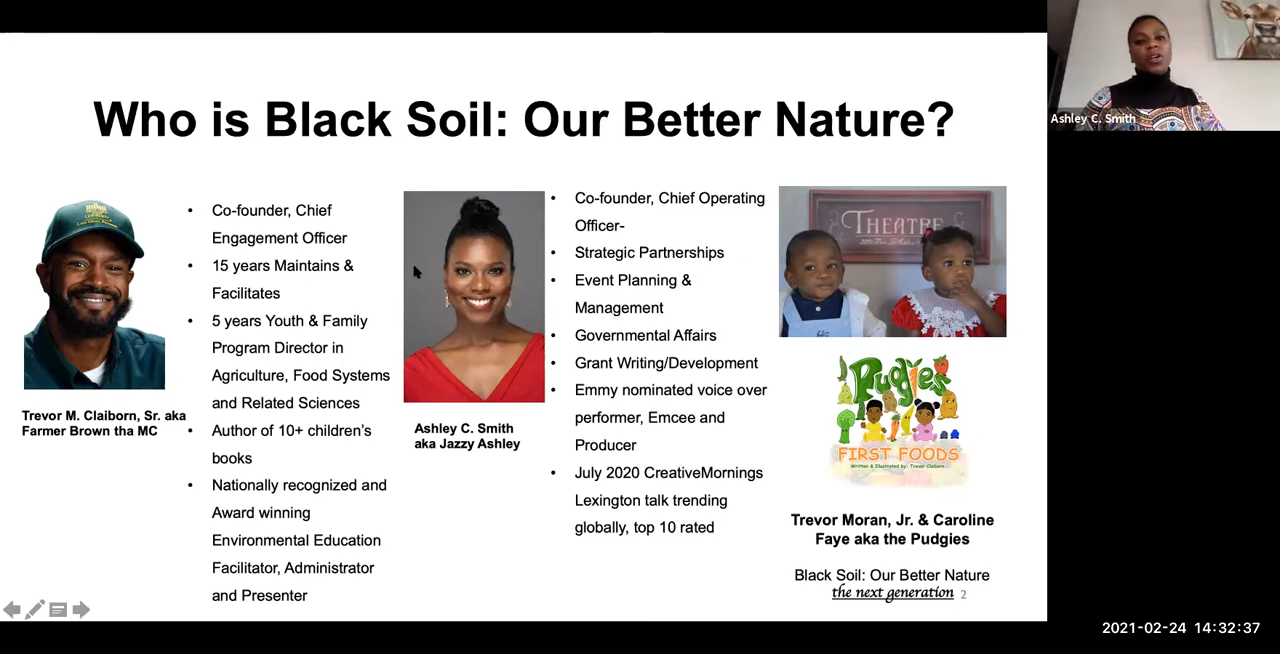 Who is Black Soil: Our Better Nature?
Ashley C. Smith
Trevor M. Claiborn, Sr. aka
Farmer Brown tha MC
• Co-founder, Chief
Engagement Officer
• 15 years Maintains &
Facilitates
• 5 years Youth & Family
Program Director in
Agriculture, Food Systems
and Related Sciences
• Author of 10+ children's
books
• Nationally recognized and
Award winning
Environmental Education
Facilitator, Administrator
and Presenter
Ashley C. Smith
aka Jazzy Ashley
• Co-founder, Chief Operating
Officer-
• Strategic Partnerships
• Event Planning &
Management
• Governmental Affairs
• Grant Writing/Development
• Emmy nominated voice over
performer, Emcee and
Producer
• July 2020 CreativeMornings
Lexington talk trending
globally, top 10 rated
THEATRE
Pudgies
FIRST FOODS
Written & Illustrated by: Trevor Claiborn
Trevor Moran, Jr. & Caroline
Faye aka the Pudgies
Black Soil: Our Better Nature
the next generation 2
2021-02-24 14:32:37